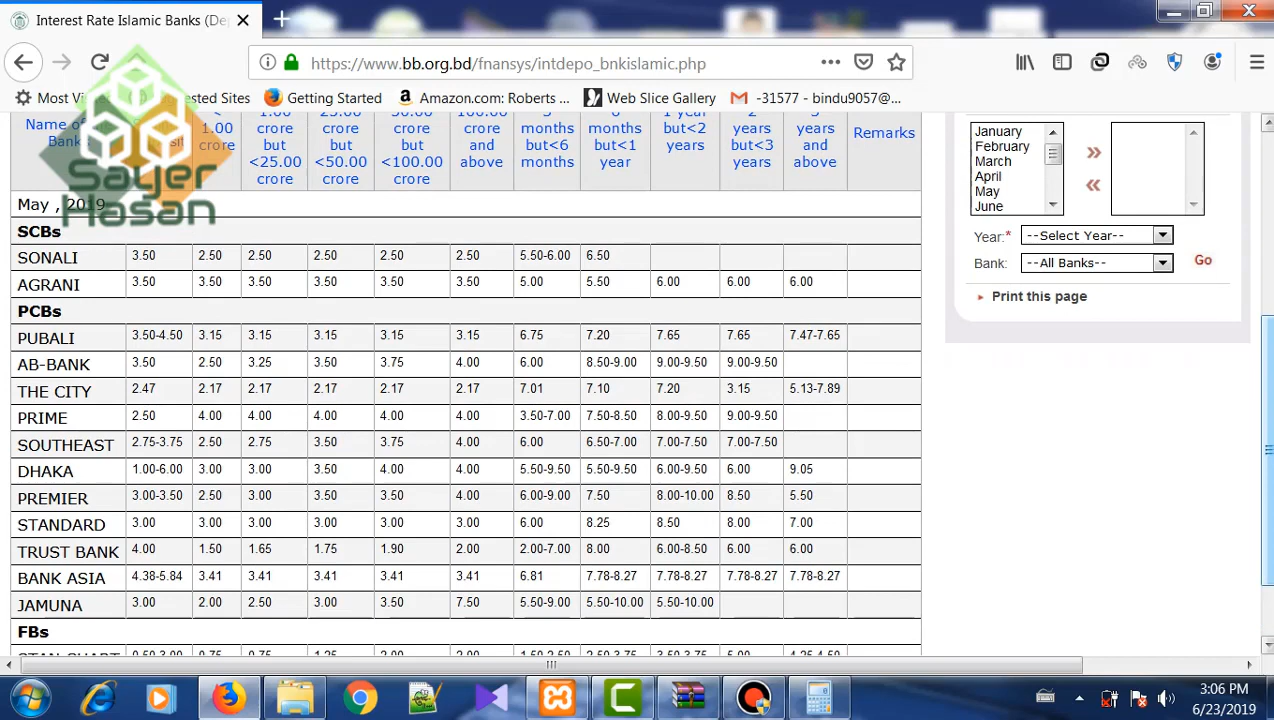 Interest Rate Islamic Banks (De
https://www.bb.org.bd/fnansys/intdepo_bnkislamic.php
Most Vi ested Sites Getting Started Amazon.com: Roberts ... Web Slice Gallery -31577 - bindu9057@...
Name of Banks
1.00 crore
1.00 crore but <25.00 crore
25.00 crore but <50.00 crore
50.00 crore but <100.00 crore
100.00 crore and above
3 months but<6 months
6 months but<1 year
1 year but<2 years
2 years but<3 years
3 years and above
Remarks
Sayer
Hasan
May , 2019
SCBs
SONALI 3.50 2.50 2.50 2.50 2.50 2.50 5.50-6.00 6.50
AGRANI 3.50 3.50 3.50 3.50 3.50 3.50 5.00 5.50 6.00 6.00 6.00
PCBs
PUBALI 3.50-4.50 3.15 3.15 3.15 3.15 3.15 6.75 7.20 7.65 7.65 7.47-7.65
AB-BANK 3.50 2.50 3.25 3.50 3.75 4.00 6.00 8.50-9.00 9.00-9.50 9.00-9.50
THE CITY 2.47 2.17 2.17 2.17 2.17 2.17 7.01 7.10 7.20 3.15 5.13-7.89
PRIME 2.50 4.00 4.00 4.00 4.00 4.00 3.50-7.00 7.50-8.50 8.00-9.50 9.00-9.50
SOUTHEAST 2.75-3.75 2.50 2.75 3.50 3.75 4.00 6.00 6.50-7.00 7.00-7.50 7.00-7.50
DHAKA 1.00-6.00 3.00 3.00 3.50 4.00 4.00 5.50-9.50 5.50-9.50 6.00-9.50 6.00 9.05
PREMIER 3.00-3.50 2.50 3.00 3.50 3.50 4.00 6.00-9.00 7.50 8.00-10.00 8.50 5.50
STANDARD 3.00 3.00 3.00 3.00 3.00 3.00 6.00 8.25 8.50 8.00 7.00
TRUST BANK 4.00 1.50 1.65 1.75 1.90 2.00 2.00-7.00 8.00 6.00-8.50 6.00 6.00
BANK ASIA 4.38-5.84 3.41 3.41 3.41 3.41 3.41 6.81 7.78-8.27 7.78-8.27 7.78-8.27 7.78-8.27
JAMUNA 3.00 2.00 2.50 3.00 3.50 7.50 5.50-9.00 5.50-10.00 5.50-10.00
FBs
January
February
March
April
May
June
Year:* --Select Year--
Bank: --All Banks-- Go
Print this page
3:06 PM
6/23/2019